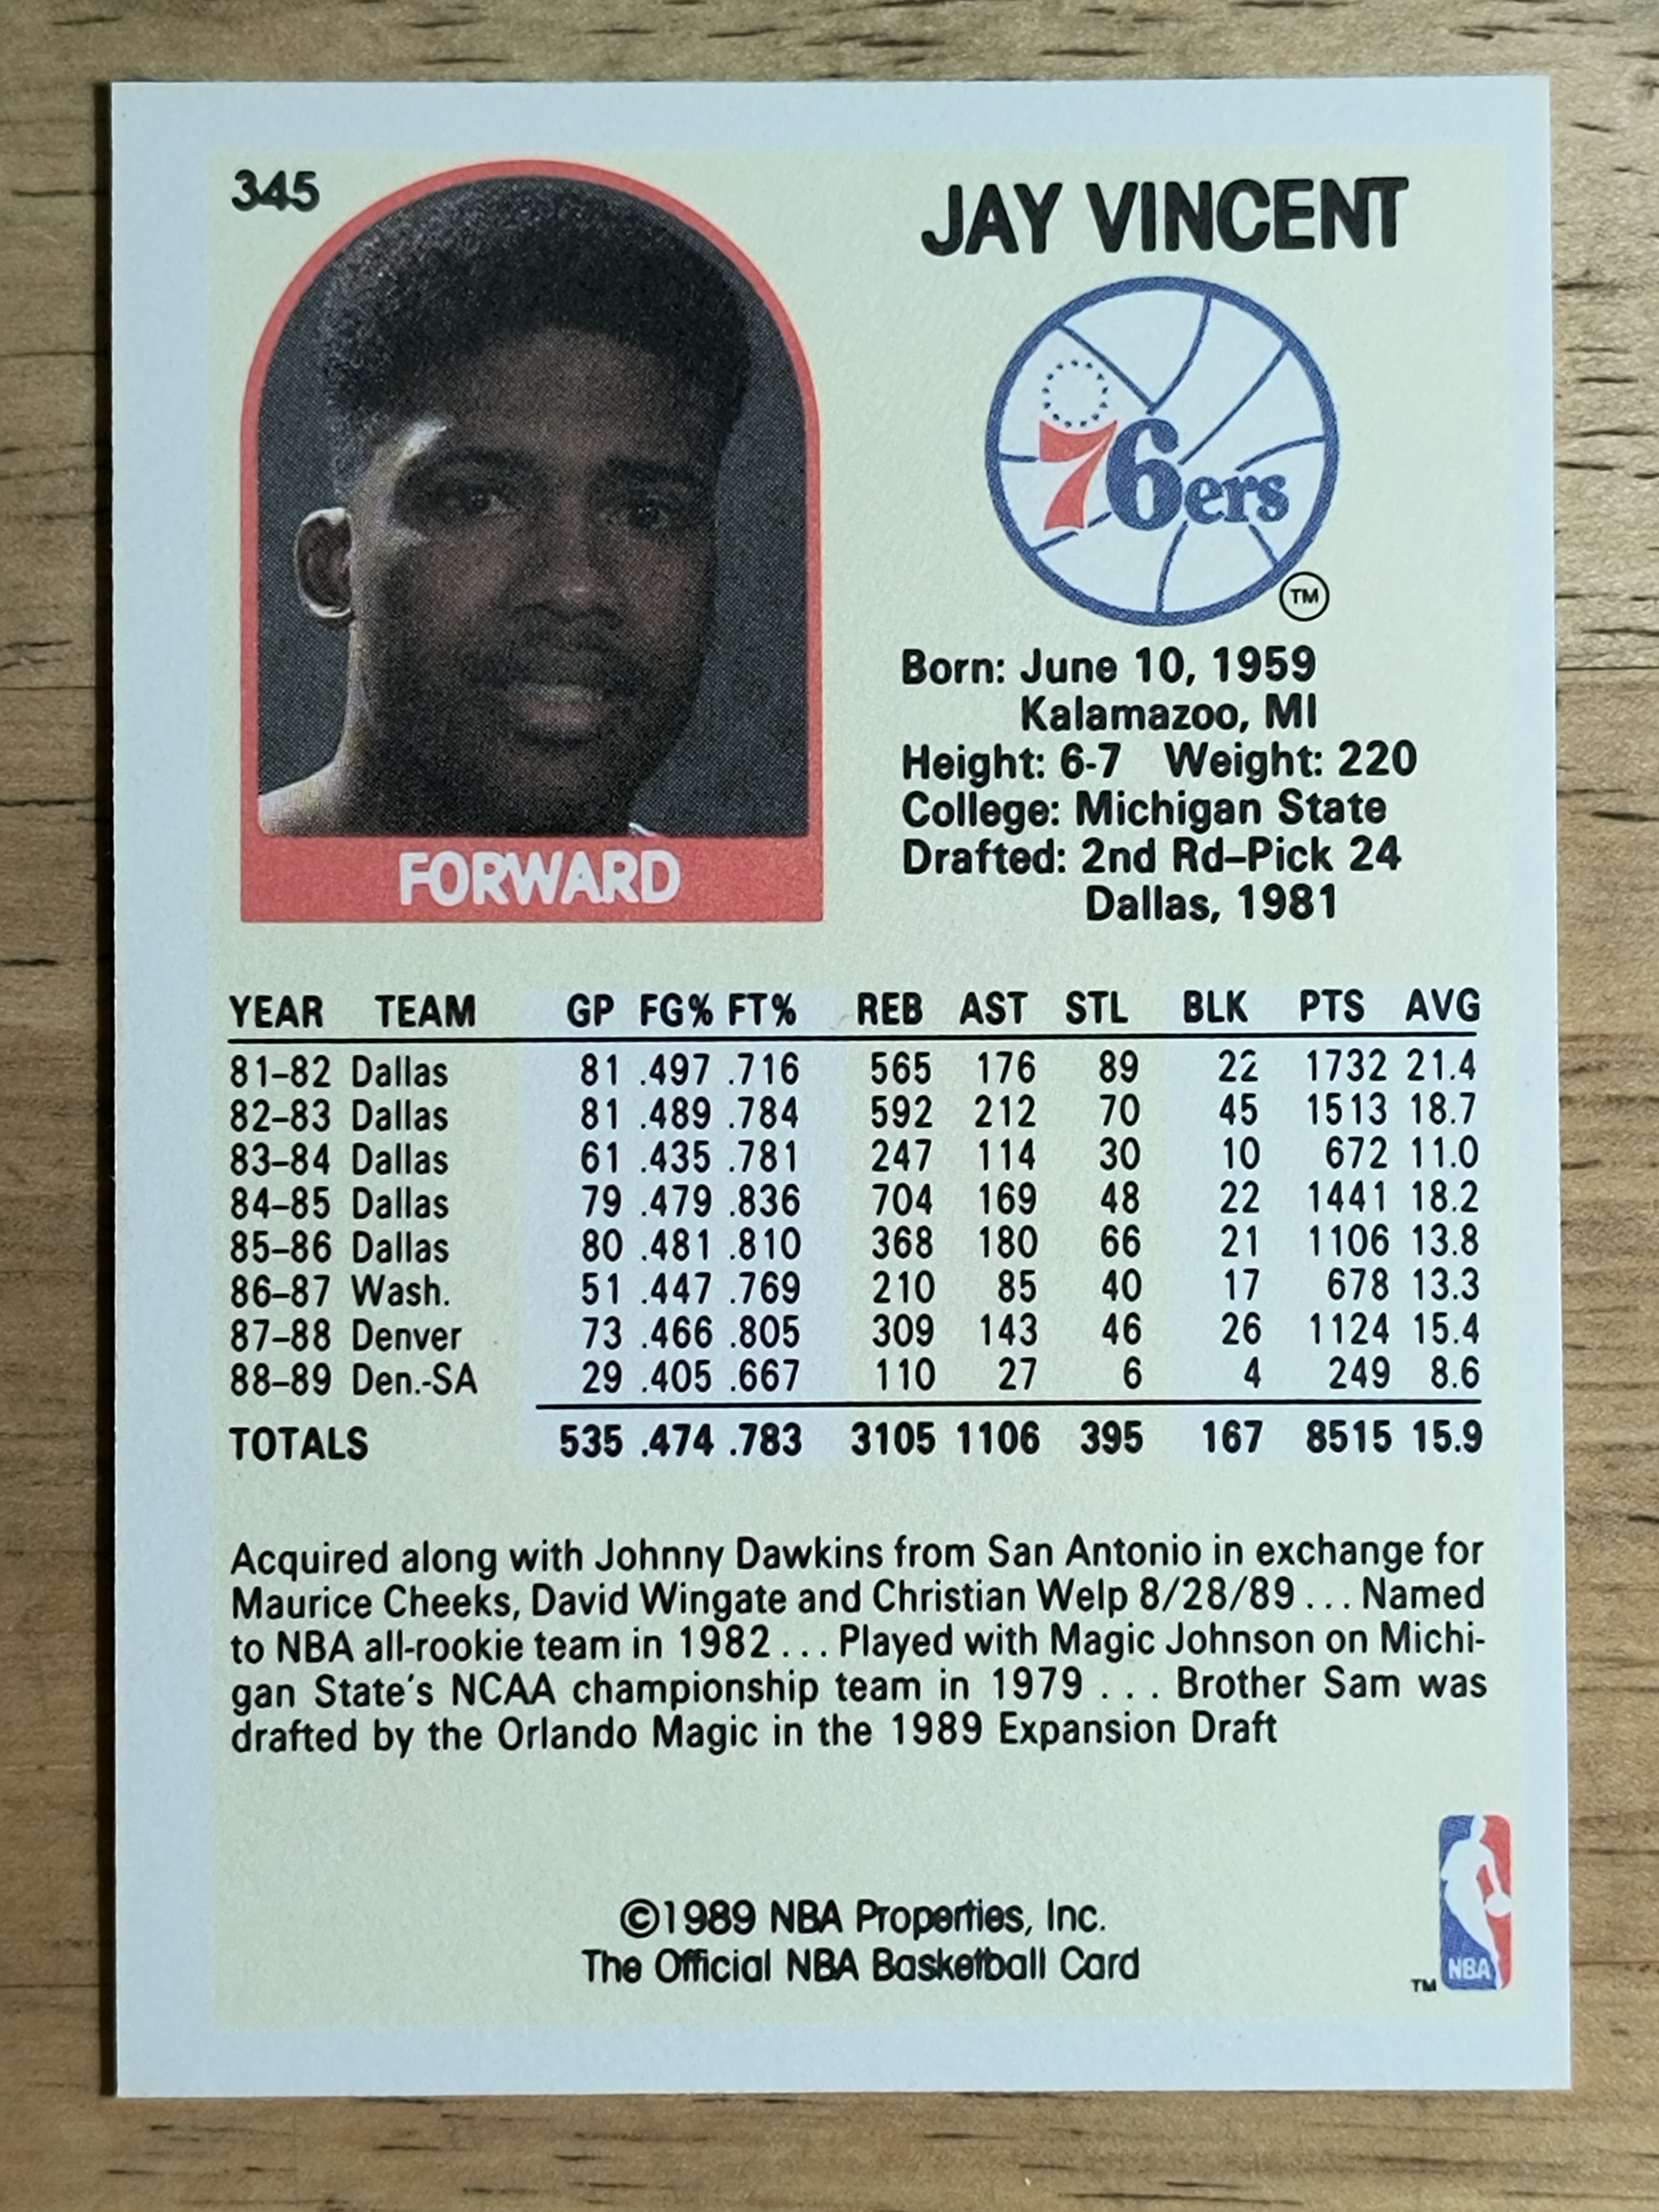 345
JAY VINCENT
76ers
TM
Born: June 10, 1959
Kalamazoo, MI
Height: 6-7 Weight: 220
College: Michigan State
Drafted: 2nd Rd–Pick 24
Dallas, 1981
FORWARD
YEAR TEAM GP FG% FT% REB AST STL BLK PTS AVG
81–82 Dallas 81 .497 .716 565 176 89 22 1732 21.4
82–83 Dallas 81 .489 .784 592 212 70 45 1513 18.7
83–84 Dallas 61 .435 .781 247 114 30 10 672 11.0
84–85 Dallas 79 .479 .836 704 169 48 22 1441 18.2
85–86 Dallas 80 .481 .810 368 180 66 21 1106 13.8
86–87 Wash. 51 .447 .769 210 85 40 17 678 13.3
87–88 Denver 73 .466 .805 309 143 46 26 1124 15.4
88–89 Den.-SA 29 .405 .667 110 27 6 4 249 8.6
TOTALS 535 .474 .783 3105 1106 395 167 8515 15.9
Acquired along with Johnny Dawkins from San Antonio in exchange for
Maurice Cheeks, David Wingate and Christian Welp 8/28/89 . . . Named
to NBA all-rookie team in 1982 . . . Played with Magic Johnson on Michi-
gan State's NCAA championship team in 1979 . . . Brother Sam was
drafted by the Orlando Magic in the 1989 Expansion Draft
©1989 NBA Properties, Inc.
The Official NBA Basketball Card
NBA
TM